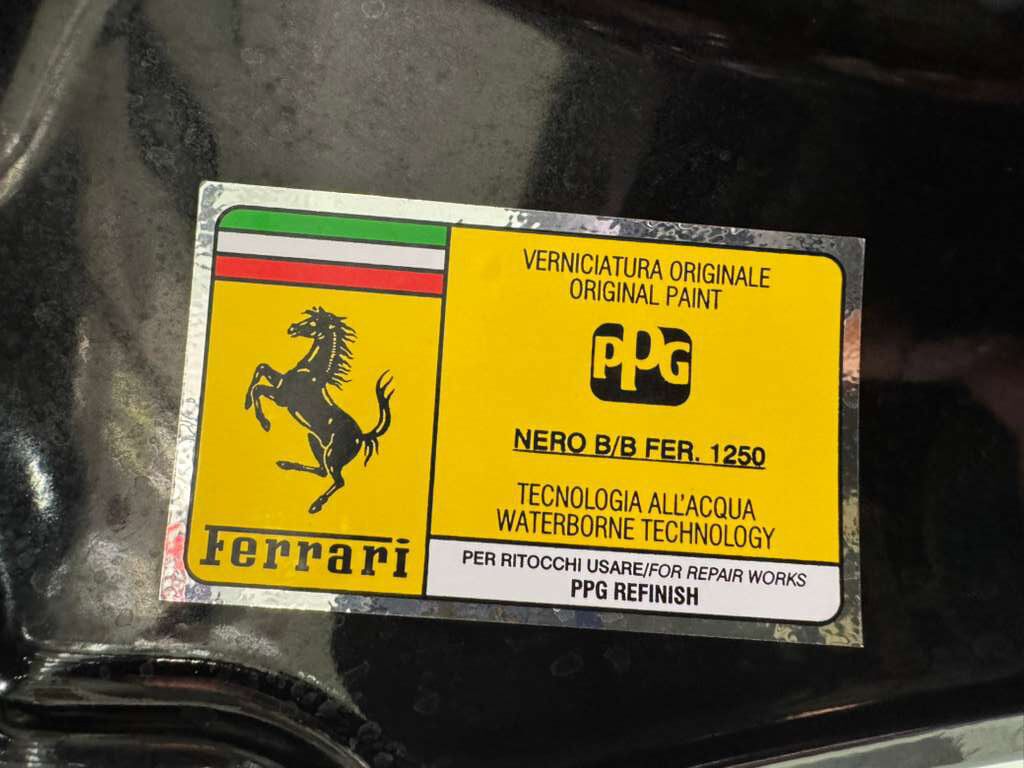 Ferrari
VERNICIATURA ORIGINALE
ORIGINAL PAINT
PPG
NERO B/B FER. 1250
TECNOLOGIA ALL'ACQUA
WATERBORNE TECHNOLOGY
PER RITOCCHI USARE/FOR REPAIR WORKS
PPG REFINISH